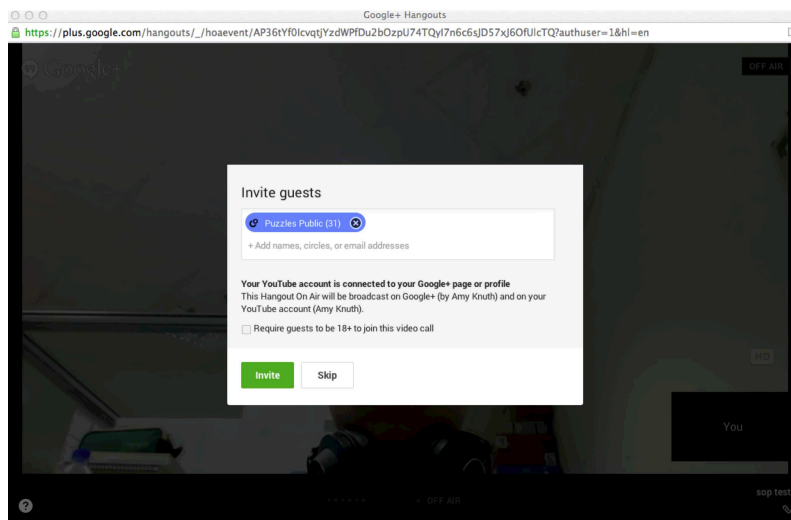 Google+ Hangouts
https://plus.google.com/hangouts/_/hoaevent/AP36tYf0IcvqtjYzdWPfDu2bOzpU74TQyI7n6c6sJD57xJ6OfUlcTQ?authuser=1&hl=en
Google+
OFF AIR
Invite guests
Puzzles Public (31)
+ Add names, circles, or email addresses
Your YouTube account is connected to your Google+ page or profile
This Hangout On Air will be broadcast on Google+ (by Amy Knuth) and on your
YouTube account (Amy Knuth).
Require guests to be 18+ to join this video call
HD
Invite
Skip
You
sop test
OFF AIR
?